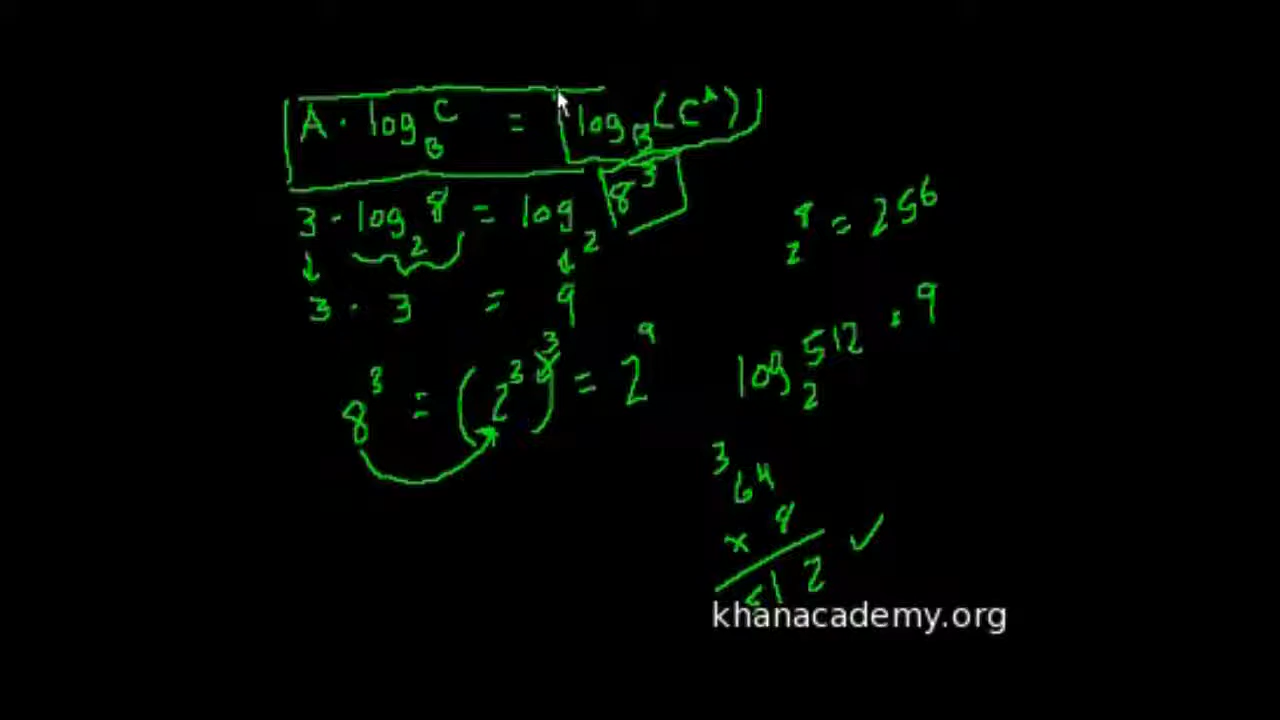 A · log_B C = log_B (C^A)
3 · log_2 8 = log_2 8^3
3 · 3 = 9
8^3 = (2^3)^3 = 2^9
2^8 = 256
log_2 512 = 9
3
64
x 8
512 ✓
khanacademy.org